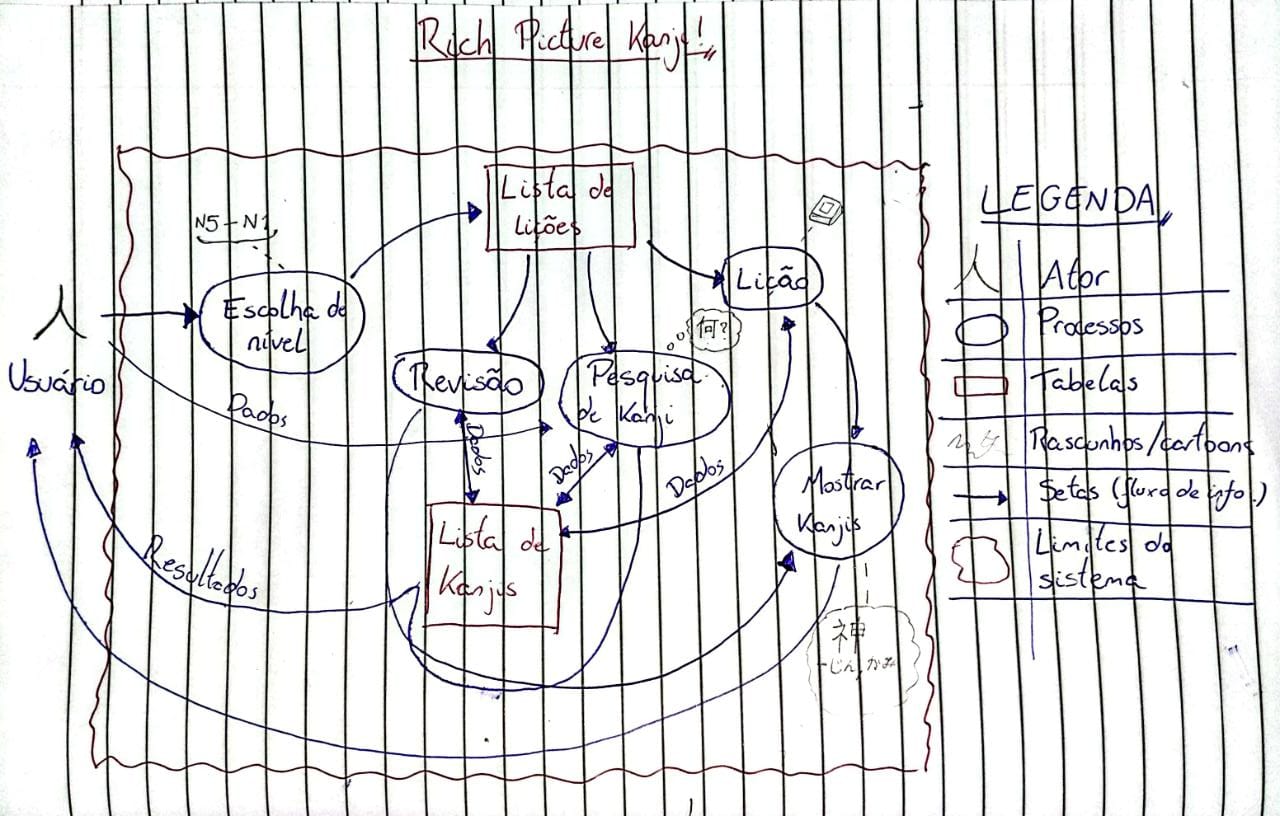 Rich Picture Kanji!
N5-N1
Lista de
Lições
Escolha de
nível
Usuário
Lição
何?
Revisão
Pesquisa
de Kanji
Dados
Dados
Dados
Dados
Mostrar
Kanjis
Lista de
Kanjis
Resultados
神
-じん,かみ
LEGENDA
Ator
Processos
Tabelas
Rascunhos/cartoons
Setas (fluxo de info.)
Limites do
sistema